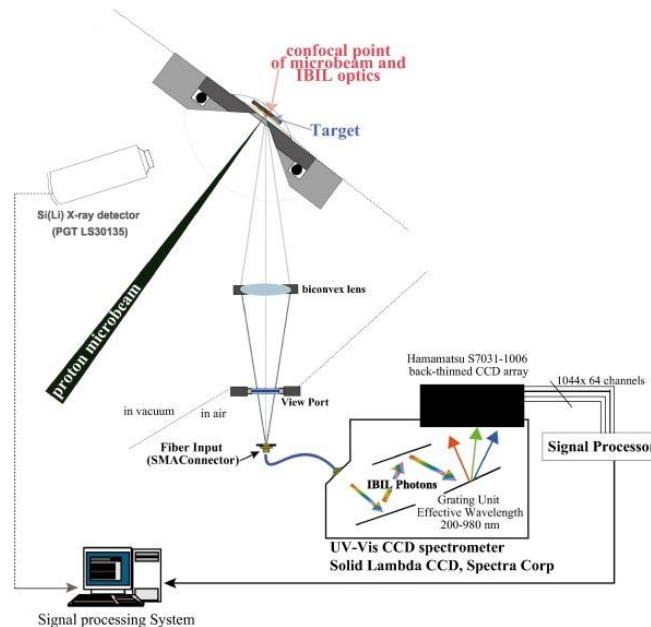 confocal point
of microbeam and
IBIL optics
Target
Si(Li) X-ray detector
(PGT LS30135)
proton microbeam
biconvex lens
Hamamatsu S7031-1006
back-thinned CCD array
1044x 64 channels
in vacuum
in air
View Port
Fiber Input
(SMAConnector)
Signal Processor
IBIL Photons
Grating Unit
Effective Wavelength
200-980 nm
UV-Vis CCD spectrometer
Solid Lambda CCD, Spectra Corp
Signal processing System